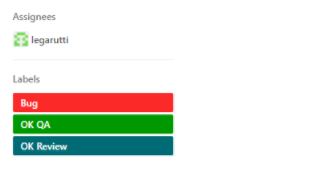 Assignees
legarutti
Labels
Bug
OK QA
OK Review